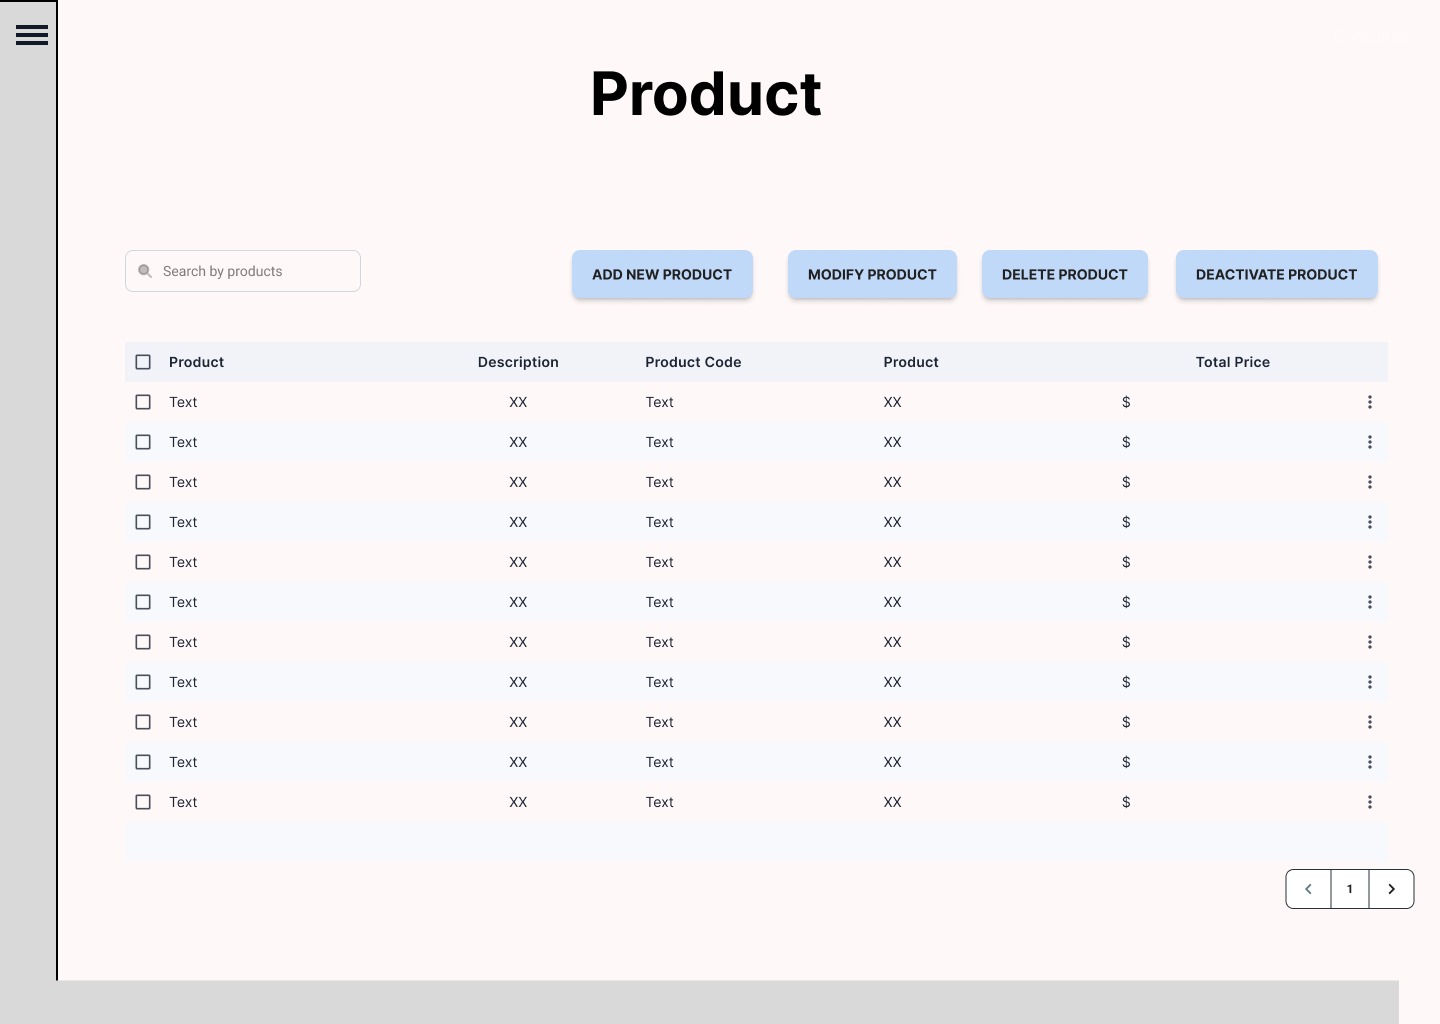 Product
Search by products
ADD NEW PRODUCT MODIFY PRODUCT DELETE PRODUCT DEACTIVATE PRODUCT
Product Description Product Code Product Total Price
Text XX Text XX $
Text XX Text XX $
Text XX Text XX $
Text XX Text XX $
Text XX Text XX $
Text XX Text XX $
Text XX Text XX $
Text XX Text XX $
Text XX Text XX $
Text XX Text XX $
Text XX Text XX $
1